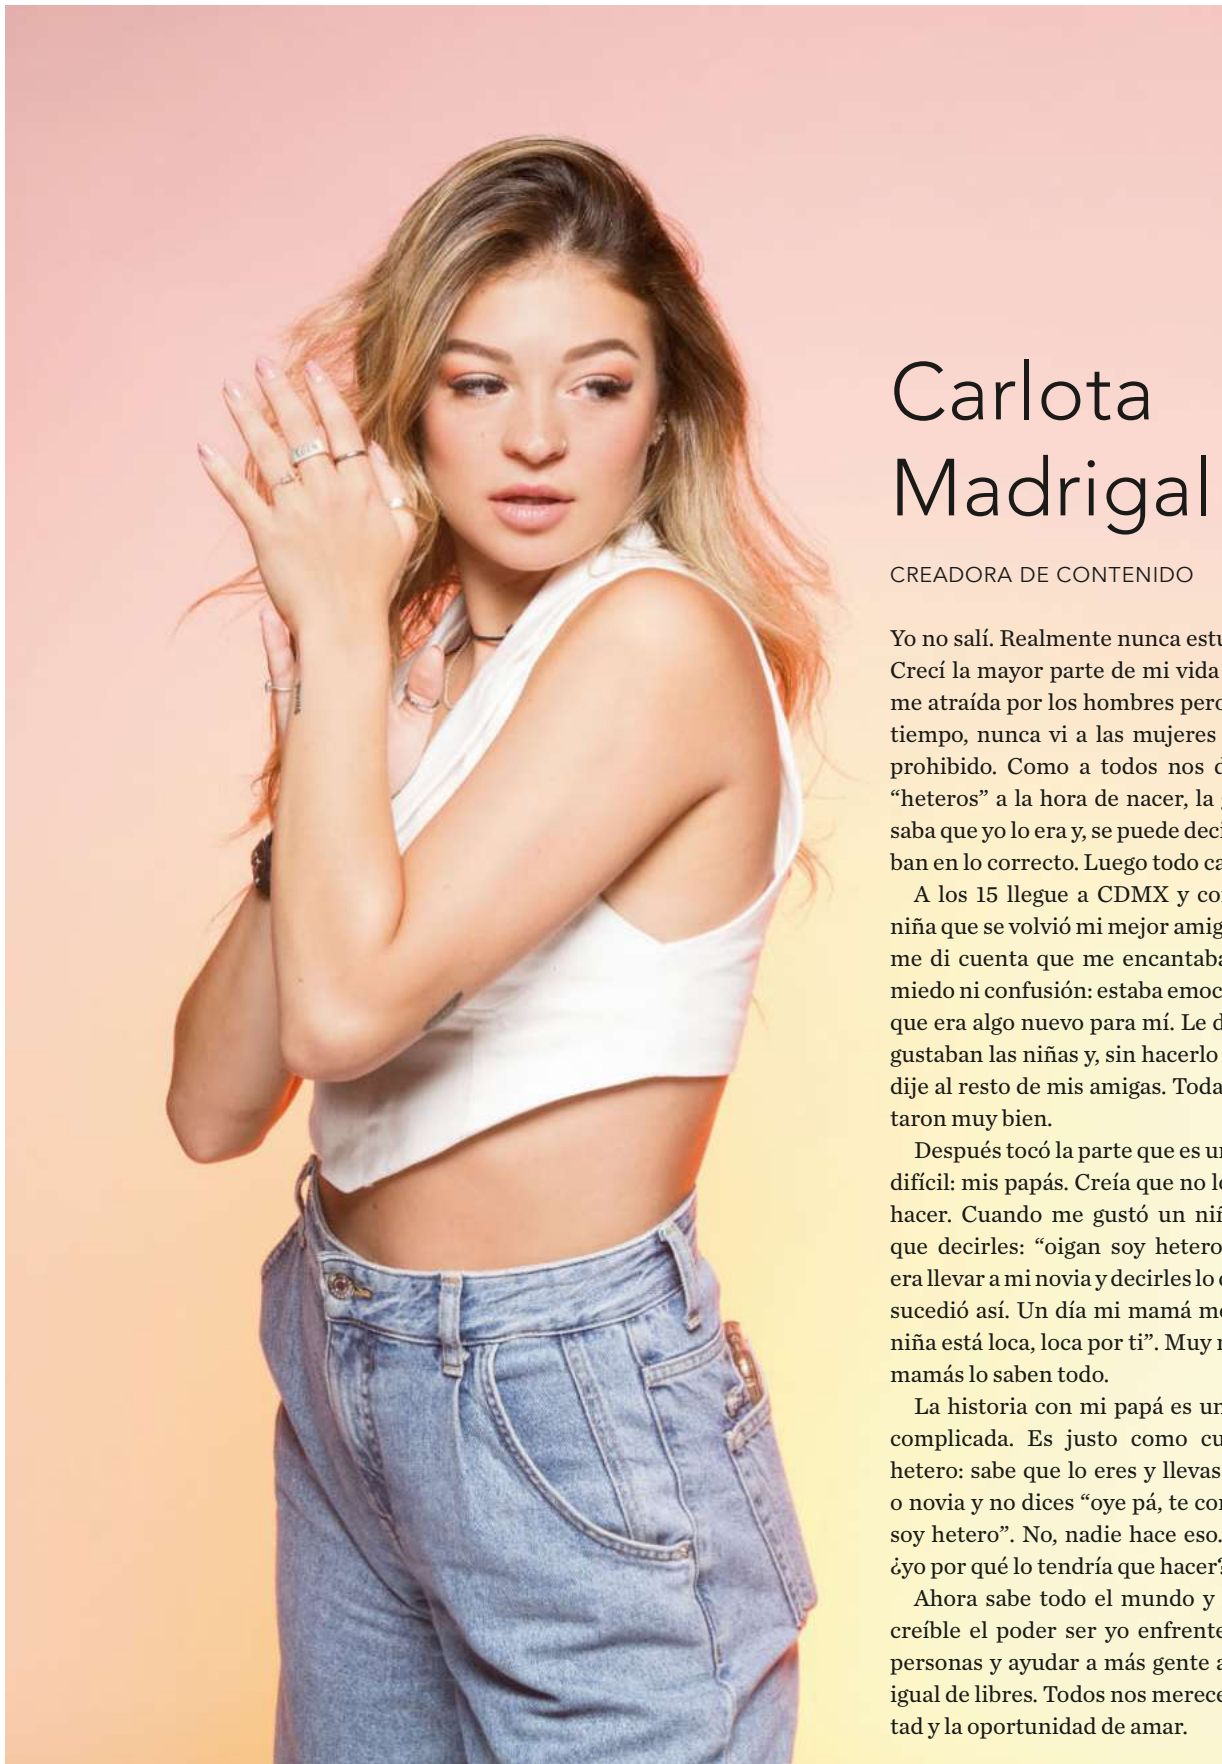 Carlota
Madrigal
CREADORA DE CONTENIDO
Yo no salí. Realmente nunca
Crecí la mayor parte de mi vida
me atraída por los hombres
tiempo, nunca vi a las mujeres
prohibido. Como a todos nos
“heteros” a la hora de nacer, la
saba que yo lo era y, se puede
ban en lo correcto. Luego todo
A los 15 llegue a CDMX y
niña que se volvió mi mejor
me di cuenta que me
miedo ni confusión: estaba
que era algo nuevo para mí. Le
gustaban las niñas y, sin hacerlo
dije al resto de mis amigas.
taron muy bien.
Después tocó la parte que es
difícil: mis papás. Creía que no
hacer. Cuando me gustó un
que decirles: “oigan soy hetero
era llevar a mi novia y decirles lo
sucedió así. Un día mi mamá
niña está loca, loca por ti”. Muy
mamás lo saben todo.
La historia con mi papá es
complicada. Es justo como
hetero: sabe que lo eres y llevas
o novia y no dices “oye pá, te
soy hetero”. No, nadie hace eso.
¿yo por qué lo tendría que hacer?
Ahora sabe todo el mundo y
creíble el poder ser yo enfrente
personas y ayudar a más gente
igual de libres. Todos nos
tad y la oportunidad de amar.